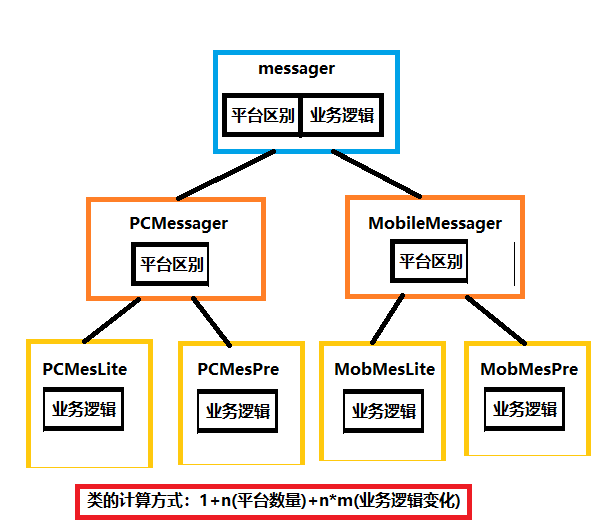 messager
平台区别 业务逻辑
PCMessager MobileMessager
平台区别 平台区别
PCMesLite PCMesPre MobMesLite MobMesPre
业务逻辑 业务逻辑 业务逻辑 业务逻辑
类的计算方式：1+n(平台数量)+n*m(业务逻辑变化)